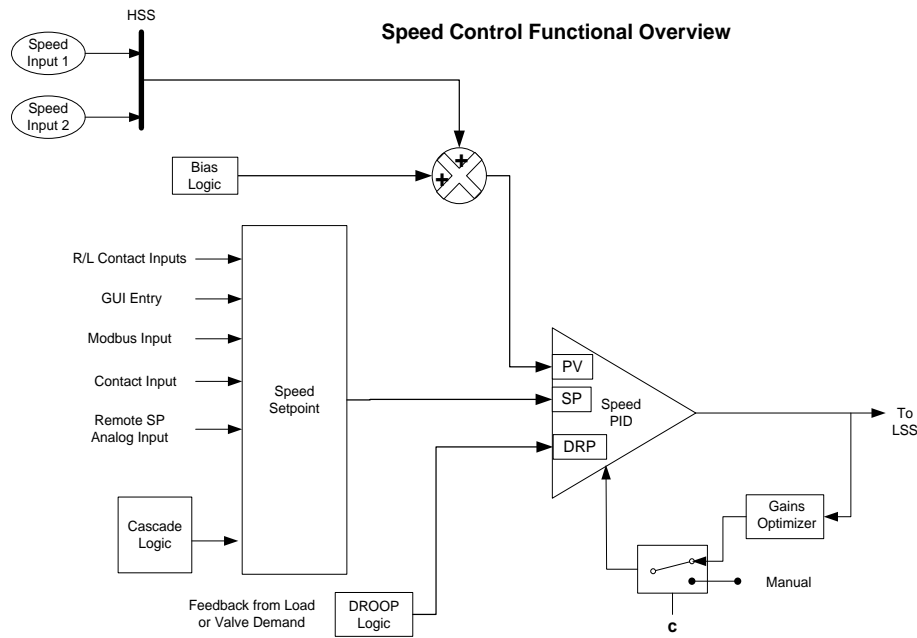 HSS
Speed Control Functional Overview
Speed
Input 1
Speed
Input 2
+
+
Bias
Logic
R/L Contact Inputs
GUI Entry
Modbus Input
Contact Input
Remote SP
Analog Input
Cascade
Logic
Speed
Setpoint
PV
SP
DRP
Speed
PID
To
LSS
Gains
Optimizer
Manual
c
Feedback from Load
or Valve Demand
DROOP
Logic